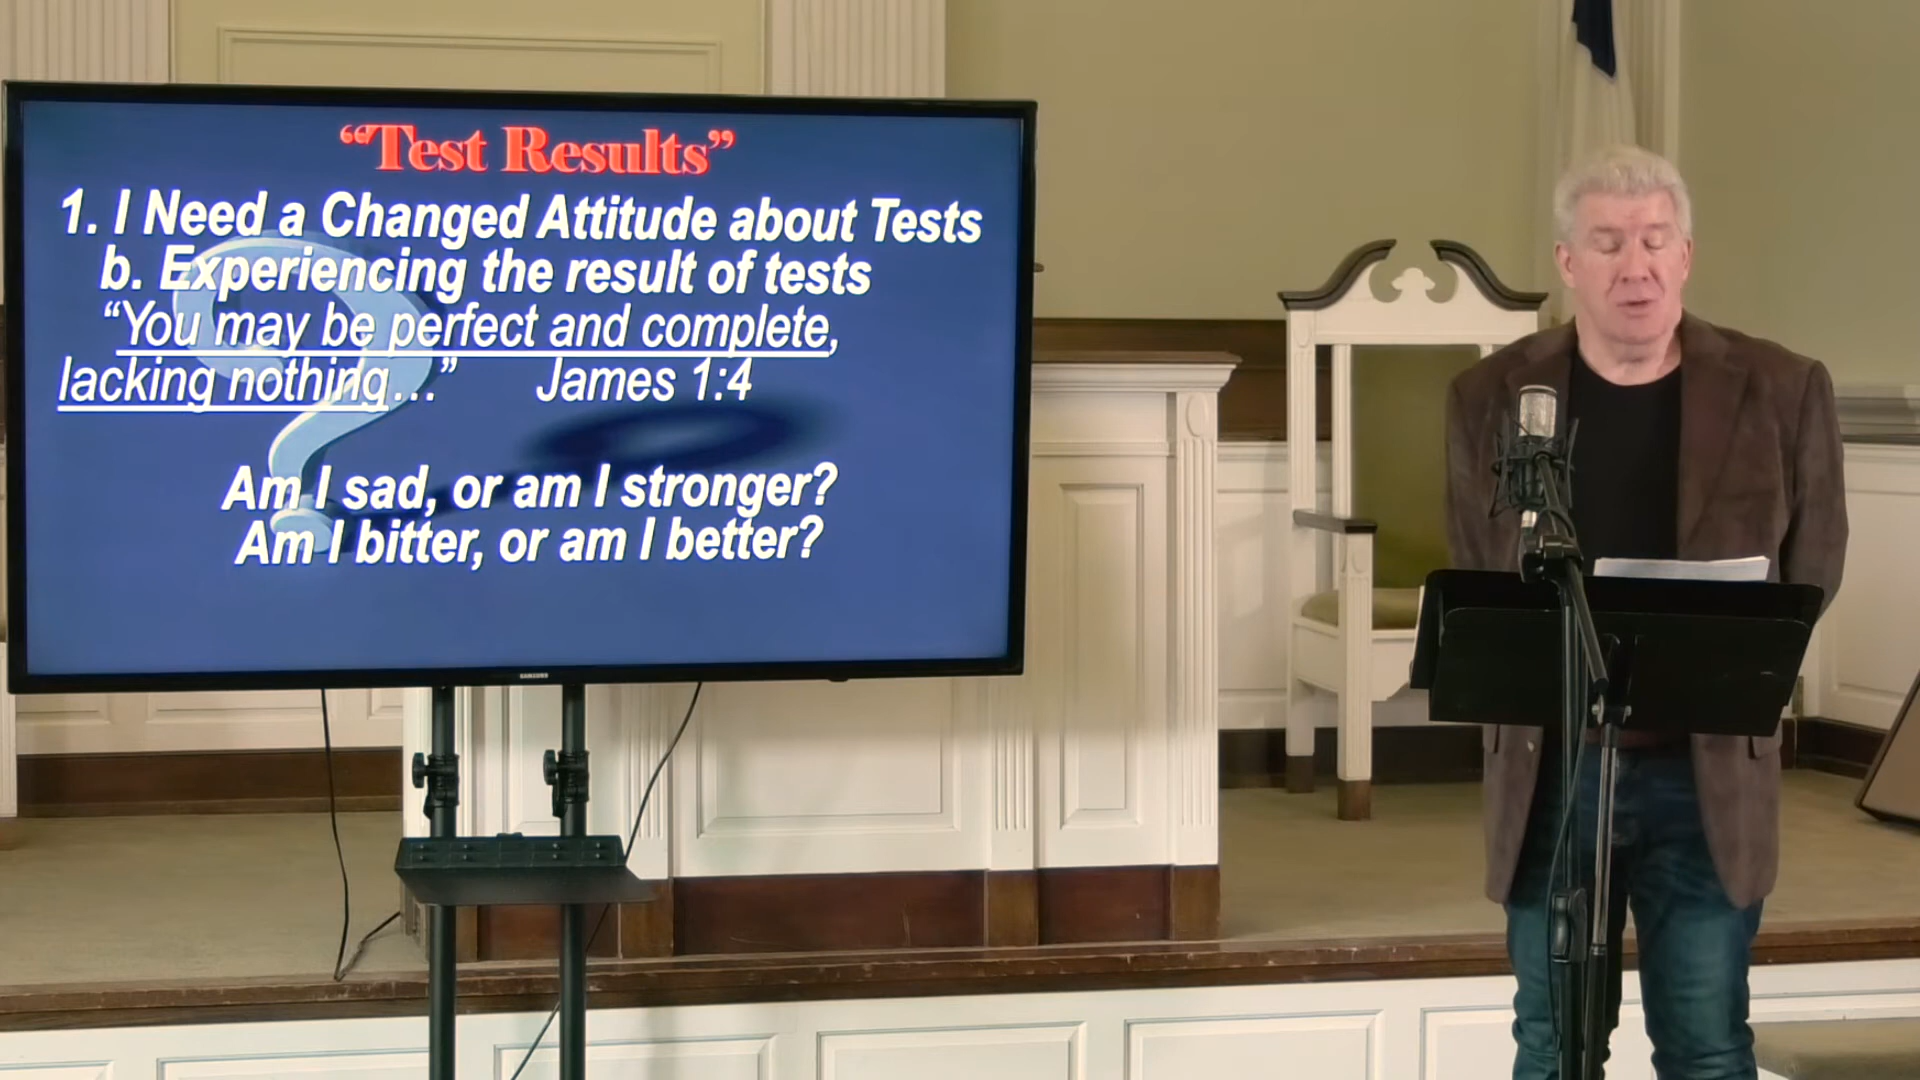 “Test Results”
1. I Need a Changed Attitude about Tests
b. Experiencing the result of tests
“You may be perfect and complete,
lacking nothing…” James 1:4
Am I sad, or am I stronger?
Am I bitter, or am I better?
SAMSUNG